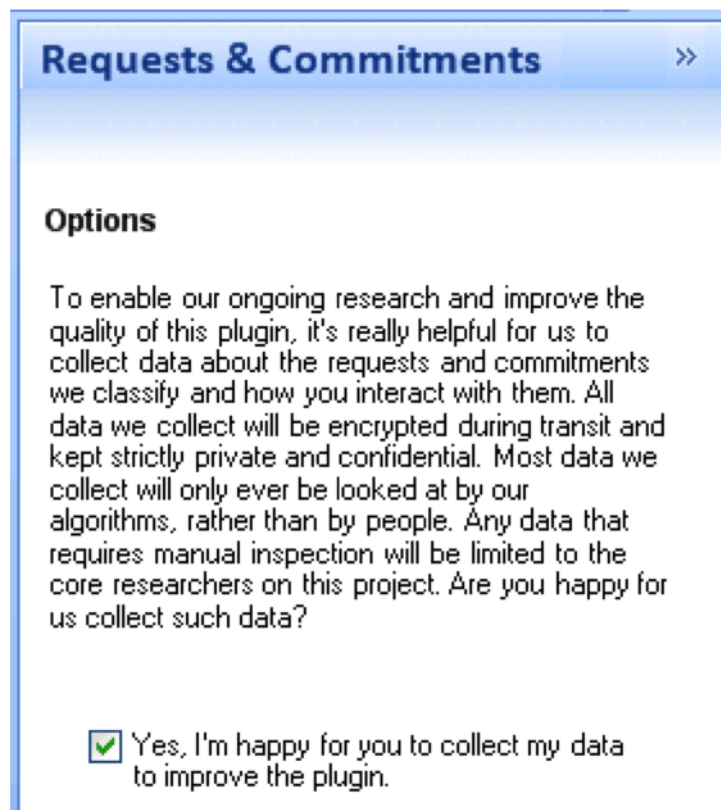 Requests & Commitments »
Options
To enable our ongoing research and improve the
quality of this plugin, it's really helpful for us to
collect data about the requests and commitments
we classify and how you interact with them. All
data we collect will be encrypted during transit and
kept strictly private and confidential. Most data we
collect will only ever be looked at by our
algorithms, rather than by people. Any data that
requires manual inspection will be limited to the
core researchers on this project. Are you happy for
us collect such data?
Yes, I'm happy for you to collect my data
to improve the plugin.